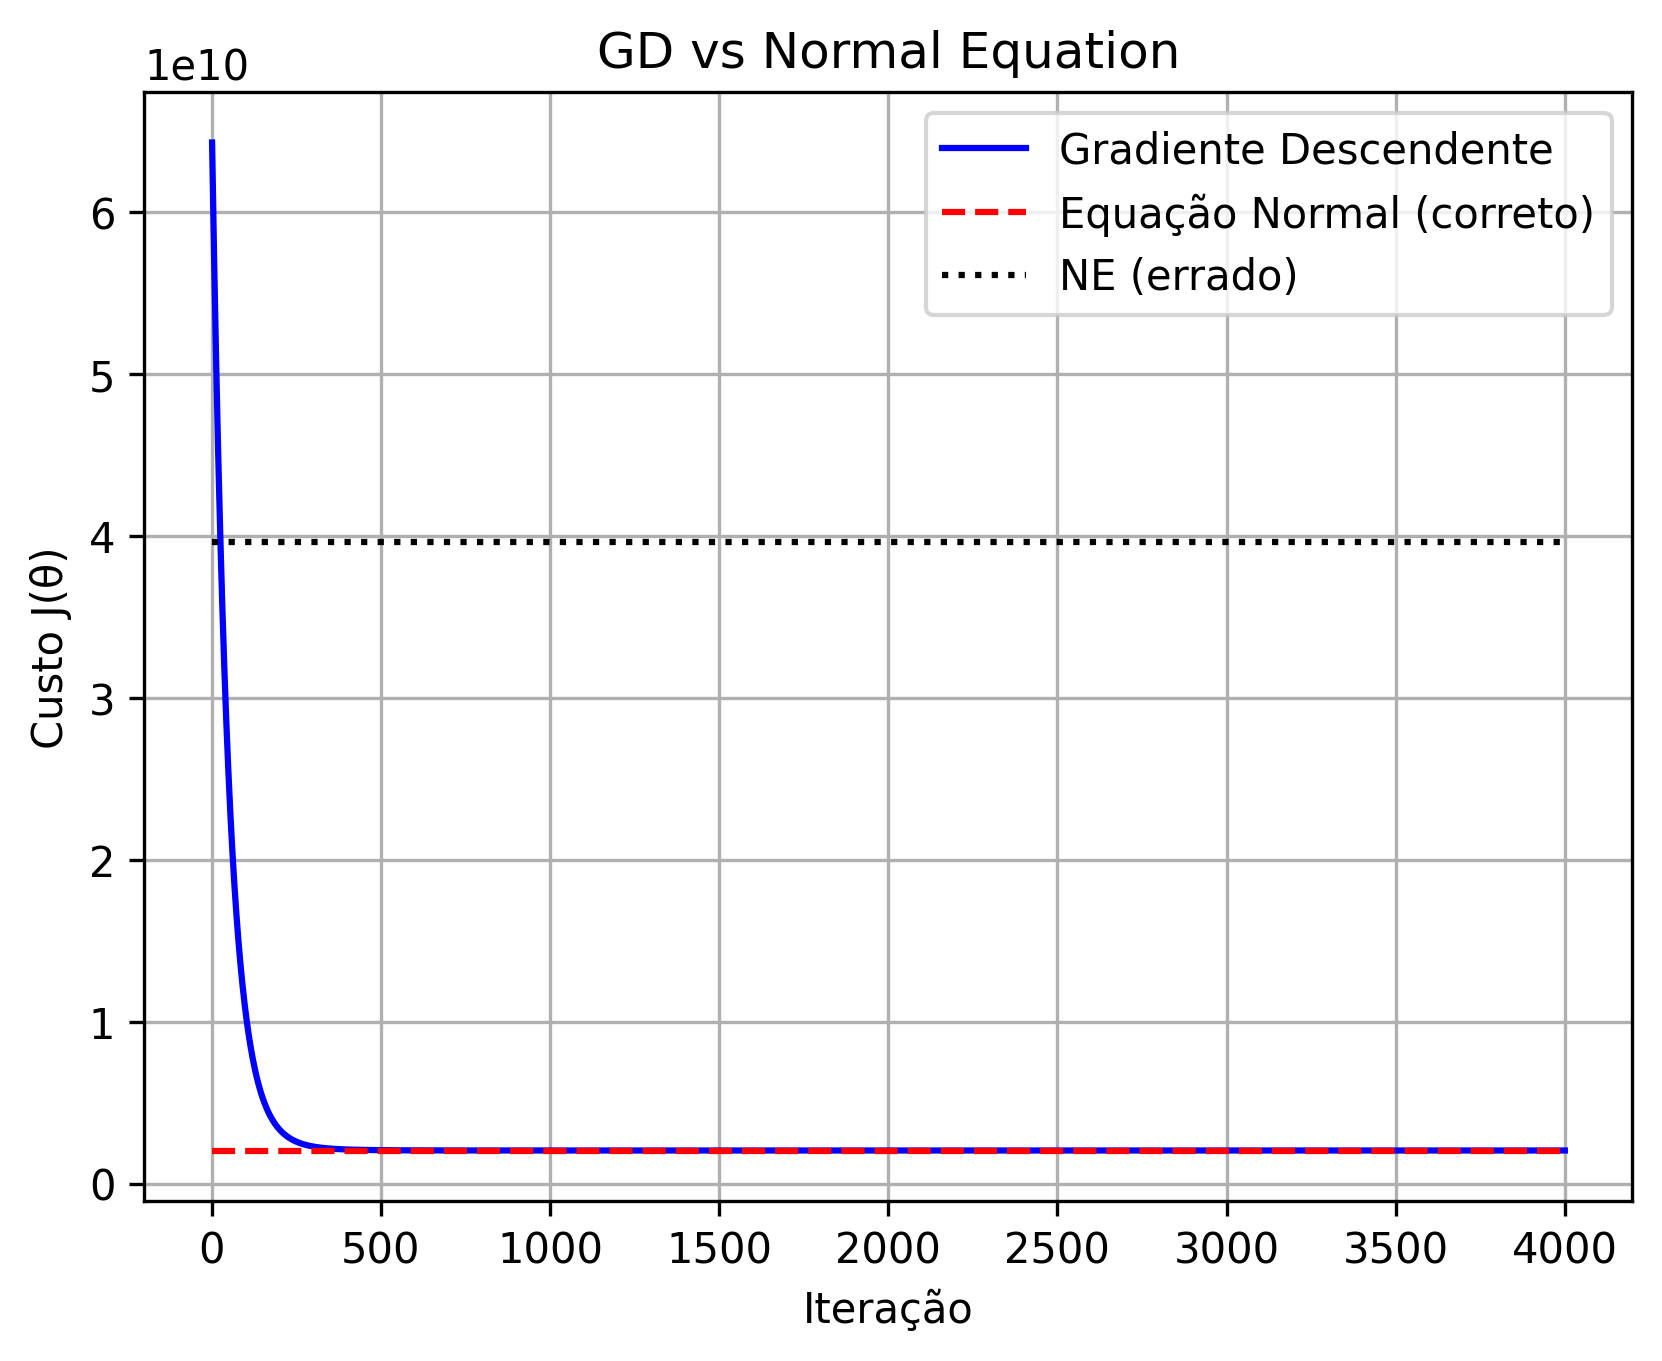 GD vs Normal Equation
1e10
Gradiente Descendente
Equação Normal (correto)
NE (errado)
6
5
4
3
2
1
0
Custo J(θ)
0 500 1000 1500 2000 2500 3000 3500 4000
Iteração